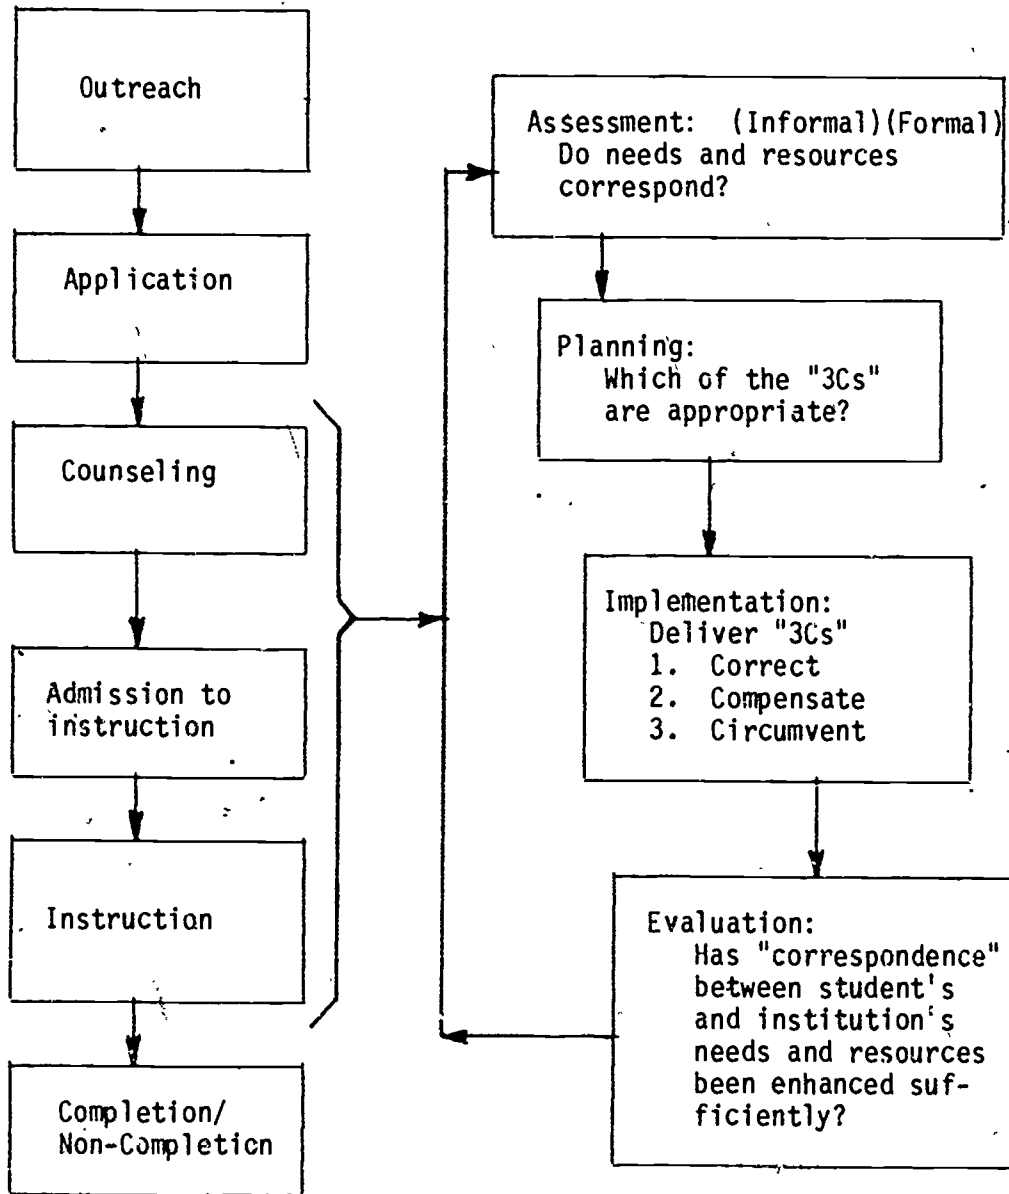 Outreach
Application
Counseling
Admission to
instruction
Instruction
Completion/
Non-Completion
Assessment: (Informal)(Formal)
Do needs and resources
correspond?
Planning:
Which of the "3Cs"
are appropriate?
Implementation:
Deliver "3Cs"
1. Correct
2. Compensate
3. Circumvent
Evaluation:
Has "correspondence"
between student's
and institution's
needs and resources
been enhanced suf-
ficiently?